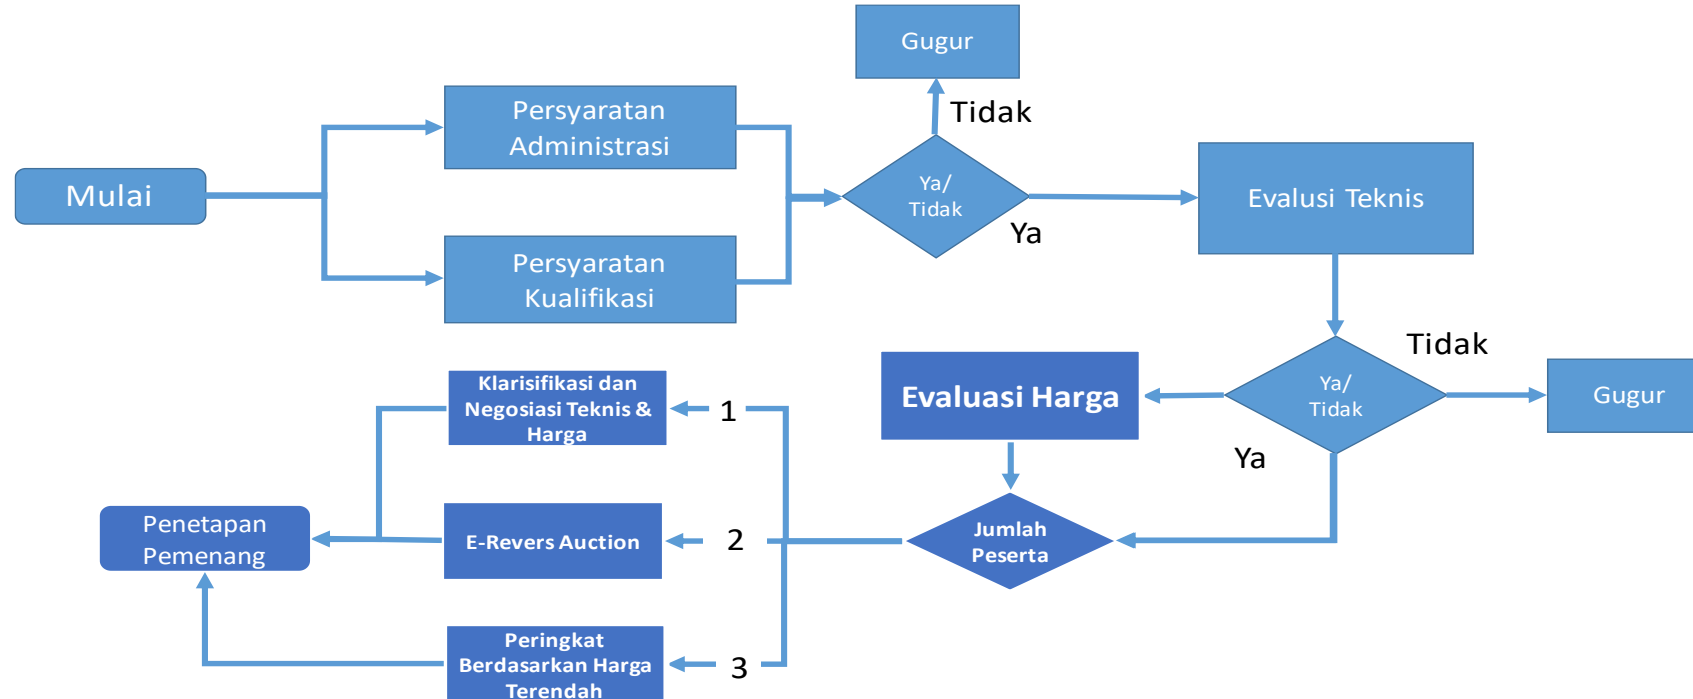 Gugur
Tidak
Persyaratan
Administrasi
Mulai
Ya/
Tidak
Ya
Evalusi Teknis
Persyaratan
Kualifikasi
Tidak
Ya/
Tidak
Gugur
Ya
Evaluasi Harga
Klarisifikasi dan
Negosiasi Teknis &
Harga
1
Jumlah
Peserta
2
E-Revers Auction
Penetapan
Pemenang
Peringkat
Berdasarkan Harga
Terendah
3